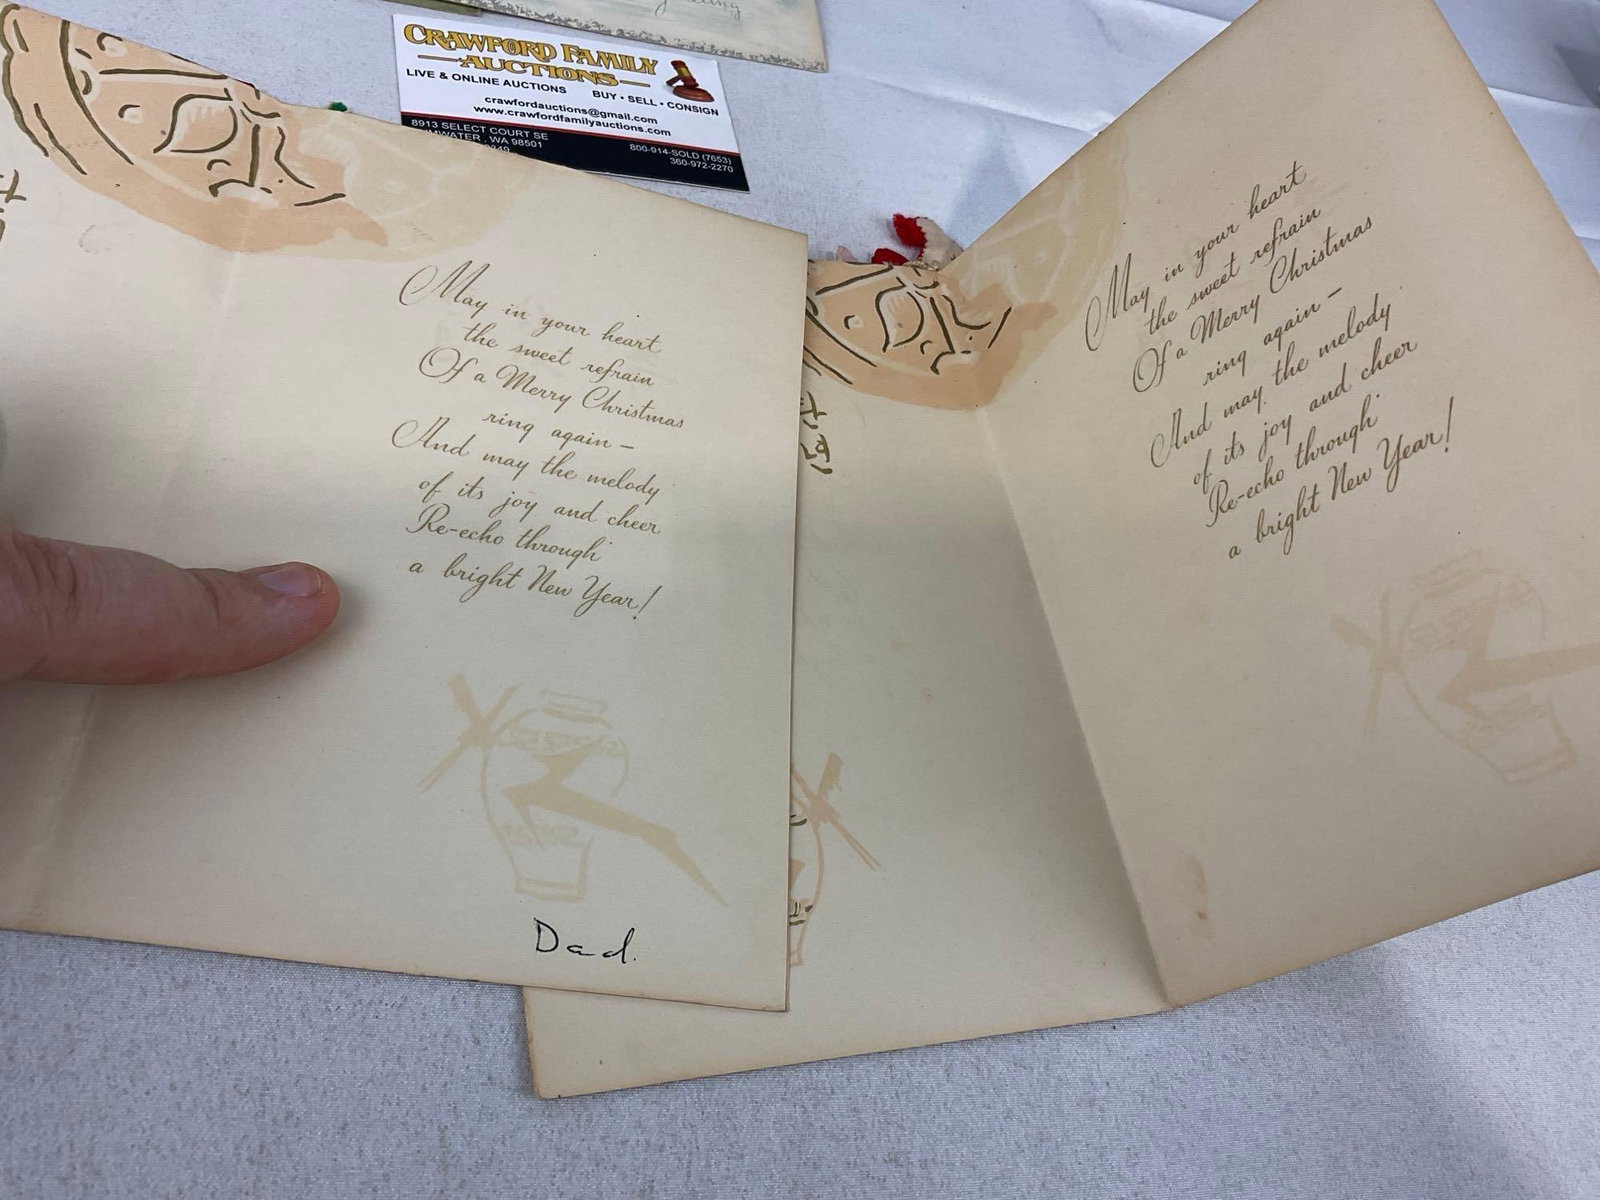 CRAWFORD FAMILY
AUCTIONS
LIVE & ONLINE AUCTIONS BUY • SELL • CONSIGN
crawfordauctions@gmail.com
www.crawfordfamilyauctions.com
8913 SELECT COURT SE
WA 98501
800-914-SOLD (7653)
360-972-2270
May in your heart
the sweet refrain
Of a Merry Christmas
ring again –
And may the melody
of its joy and cheer
Re-echo through
a bright New Year!
Dad.
May in your heart
the sweet refrain
Of a Merry Christmas
ring again –
And may the melody
of its joy and cheer
Re-echo through
a bright New Year!